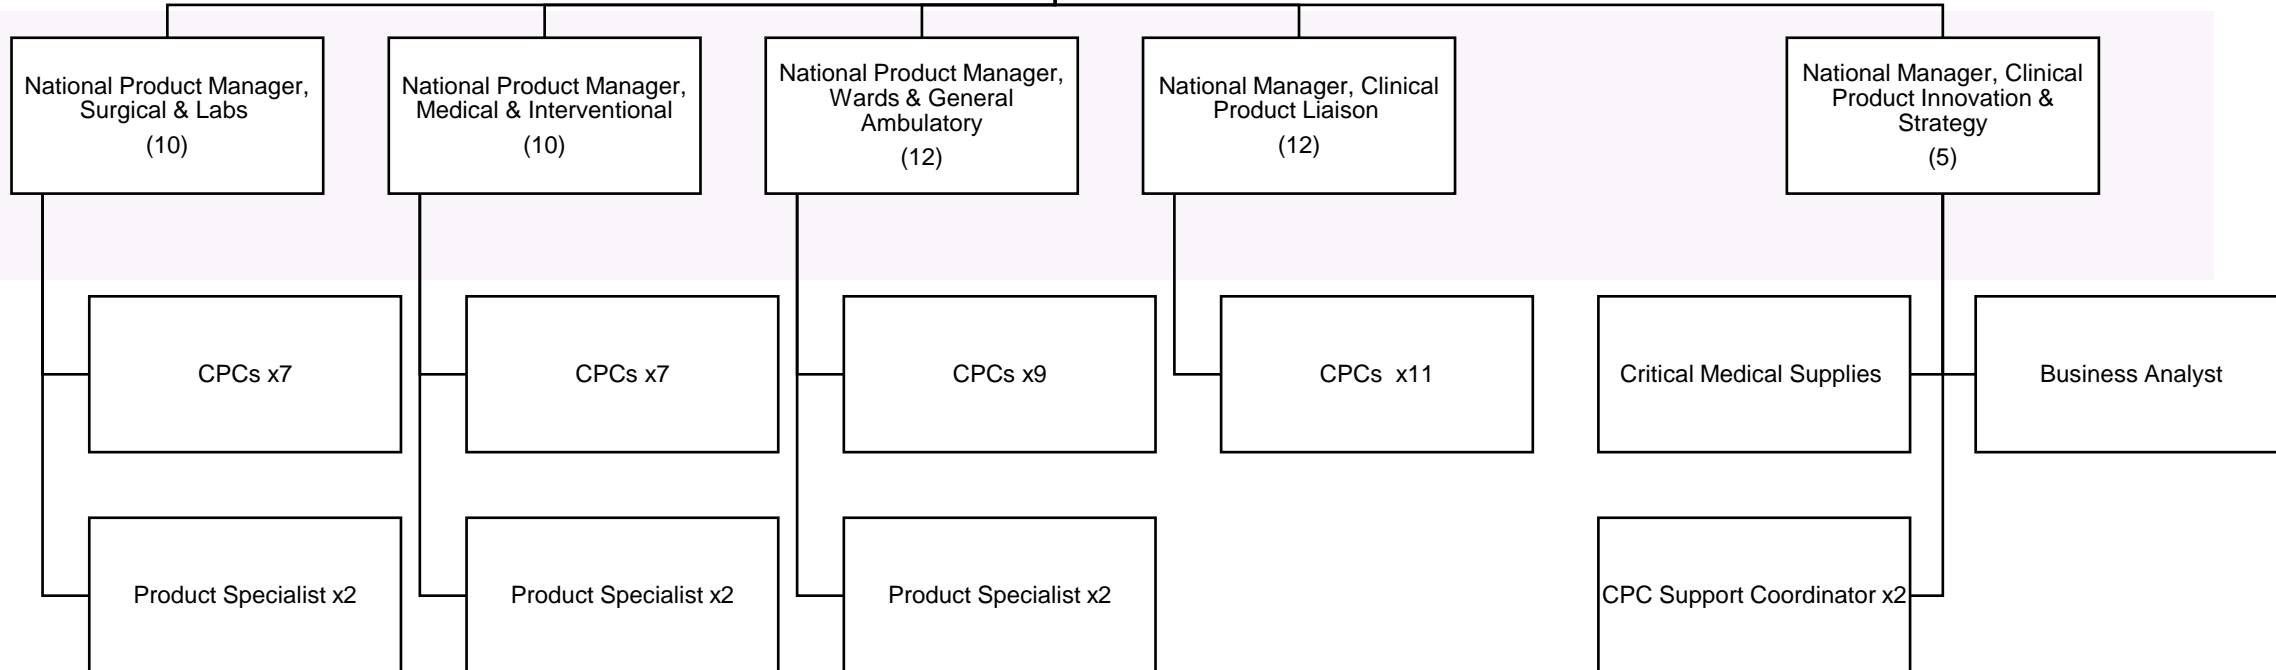 National Product Manager,
Surgical & Labs
(10)
National Product Manager,
Medical & Interventional
(10)
National Product Manager,
Wards & General
Ambulatory
(12)
National Manager, Clinical
Product Liaison
(12)
National Manager, Clinical
Product Innovation &
Strategy
(5)
CPCs x7
CPCs x7
CPCs x9
CPCs  x11
Critical Medical Supplies
Business Analyst
Product Specialist x2
Product Specialist x2
Product Specialist x2
CPC Support Coordinator x2